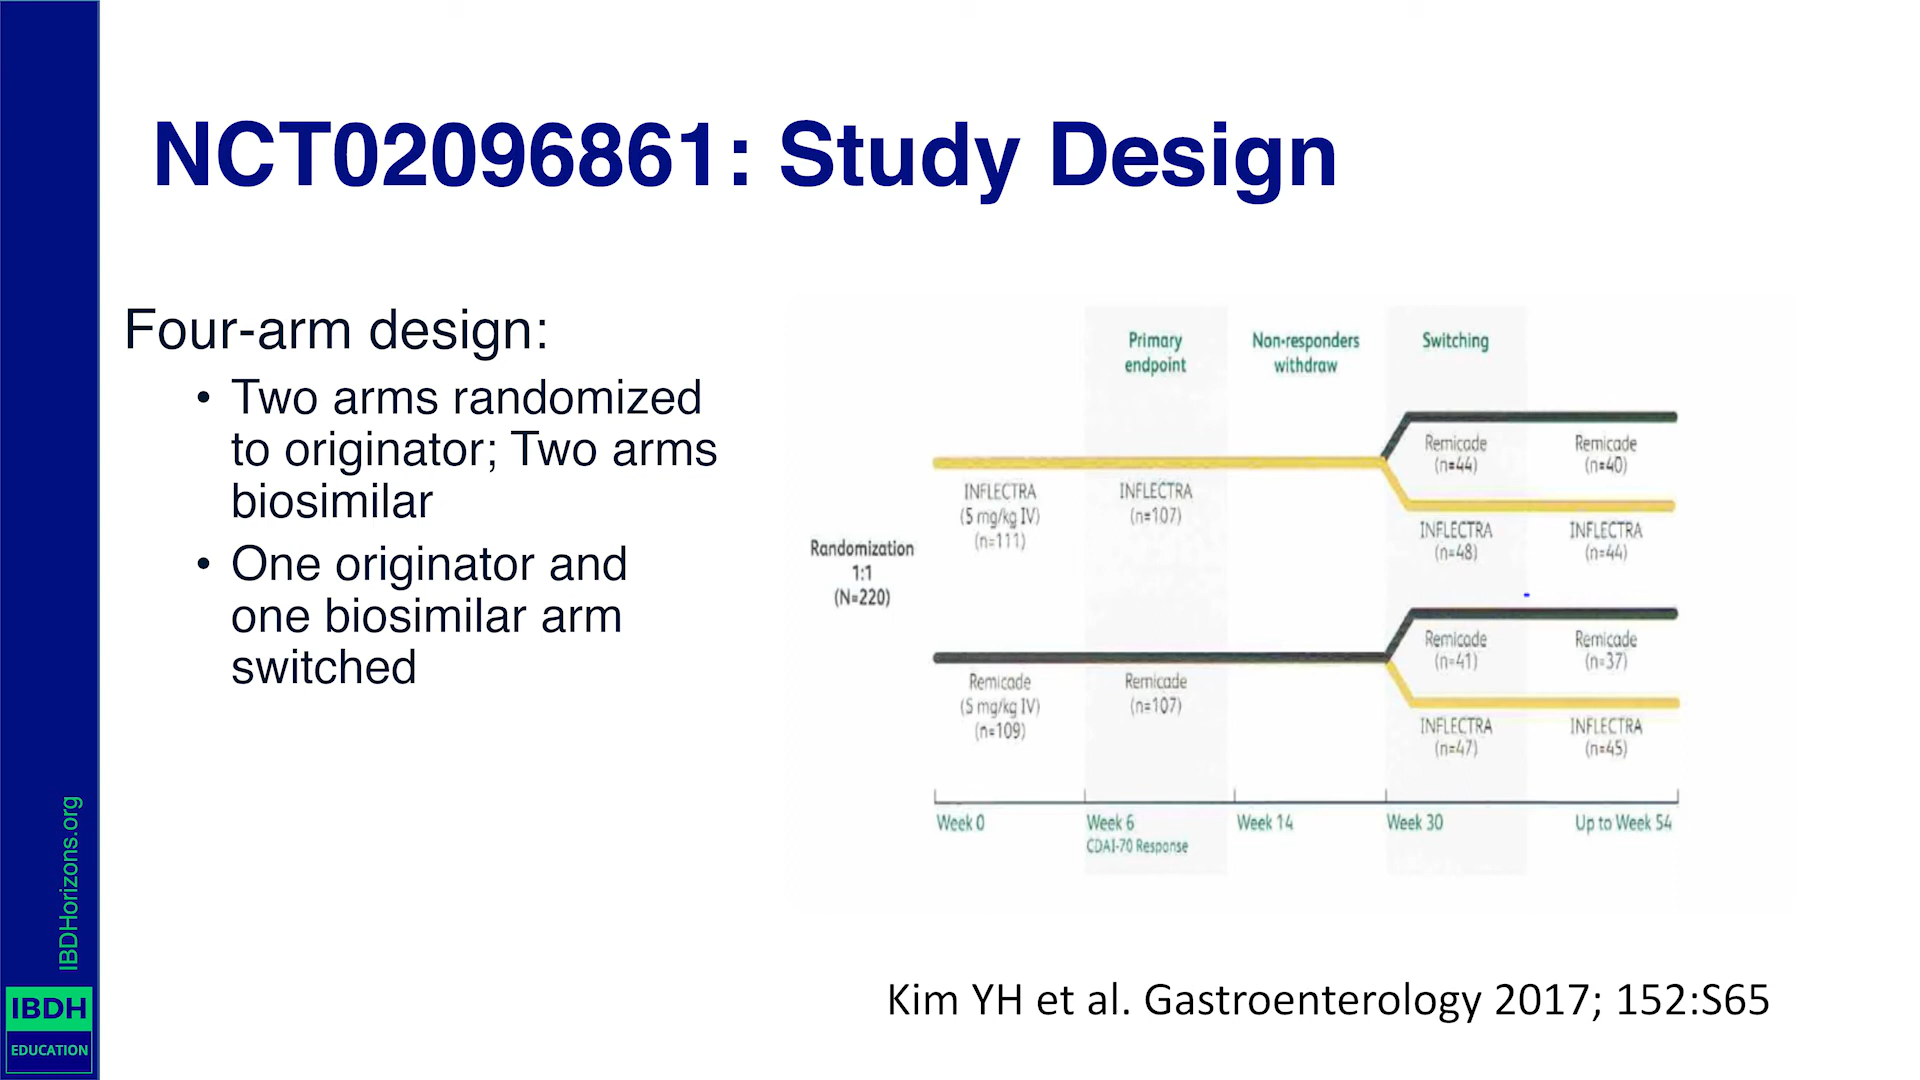 NCT02096861: Study Design
Four-arm design:
• Two arms randomized
to originator; Two arms
biosimilar
• One originator and
one biosimilar arm
switched
Primary
endpoint
Non-responders
withdraw
Switching
Randomization
1:1
(N=220)
INFLECTRA
(5 mg/kg IV)
(n=111)
INFLECTRA
(n=107)
Remicade
(n=44)
Remicade
(n=40)
INFLECTRA
(n=48)
INFLECTRA
(n=44)
Remicade
(5 mg/kg IV)
(n=109)
Remicade
(n=107)
Remicade
(n=41)
Remicade
(n=37)
INFLECTRA
(n=47)
INFLECTRA
(n=45)
Week 0
Week 6
CDAI-70 Response
Week 14
Week 30
Up to Week 54
Kim YH et al. Gastroenterology 2017; 152:S65
IBDHorizons.org
IBDH
EDUCATION